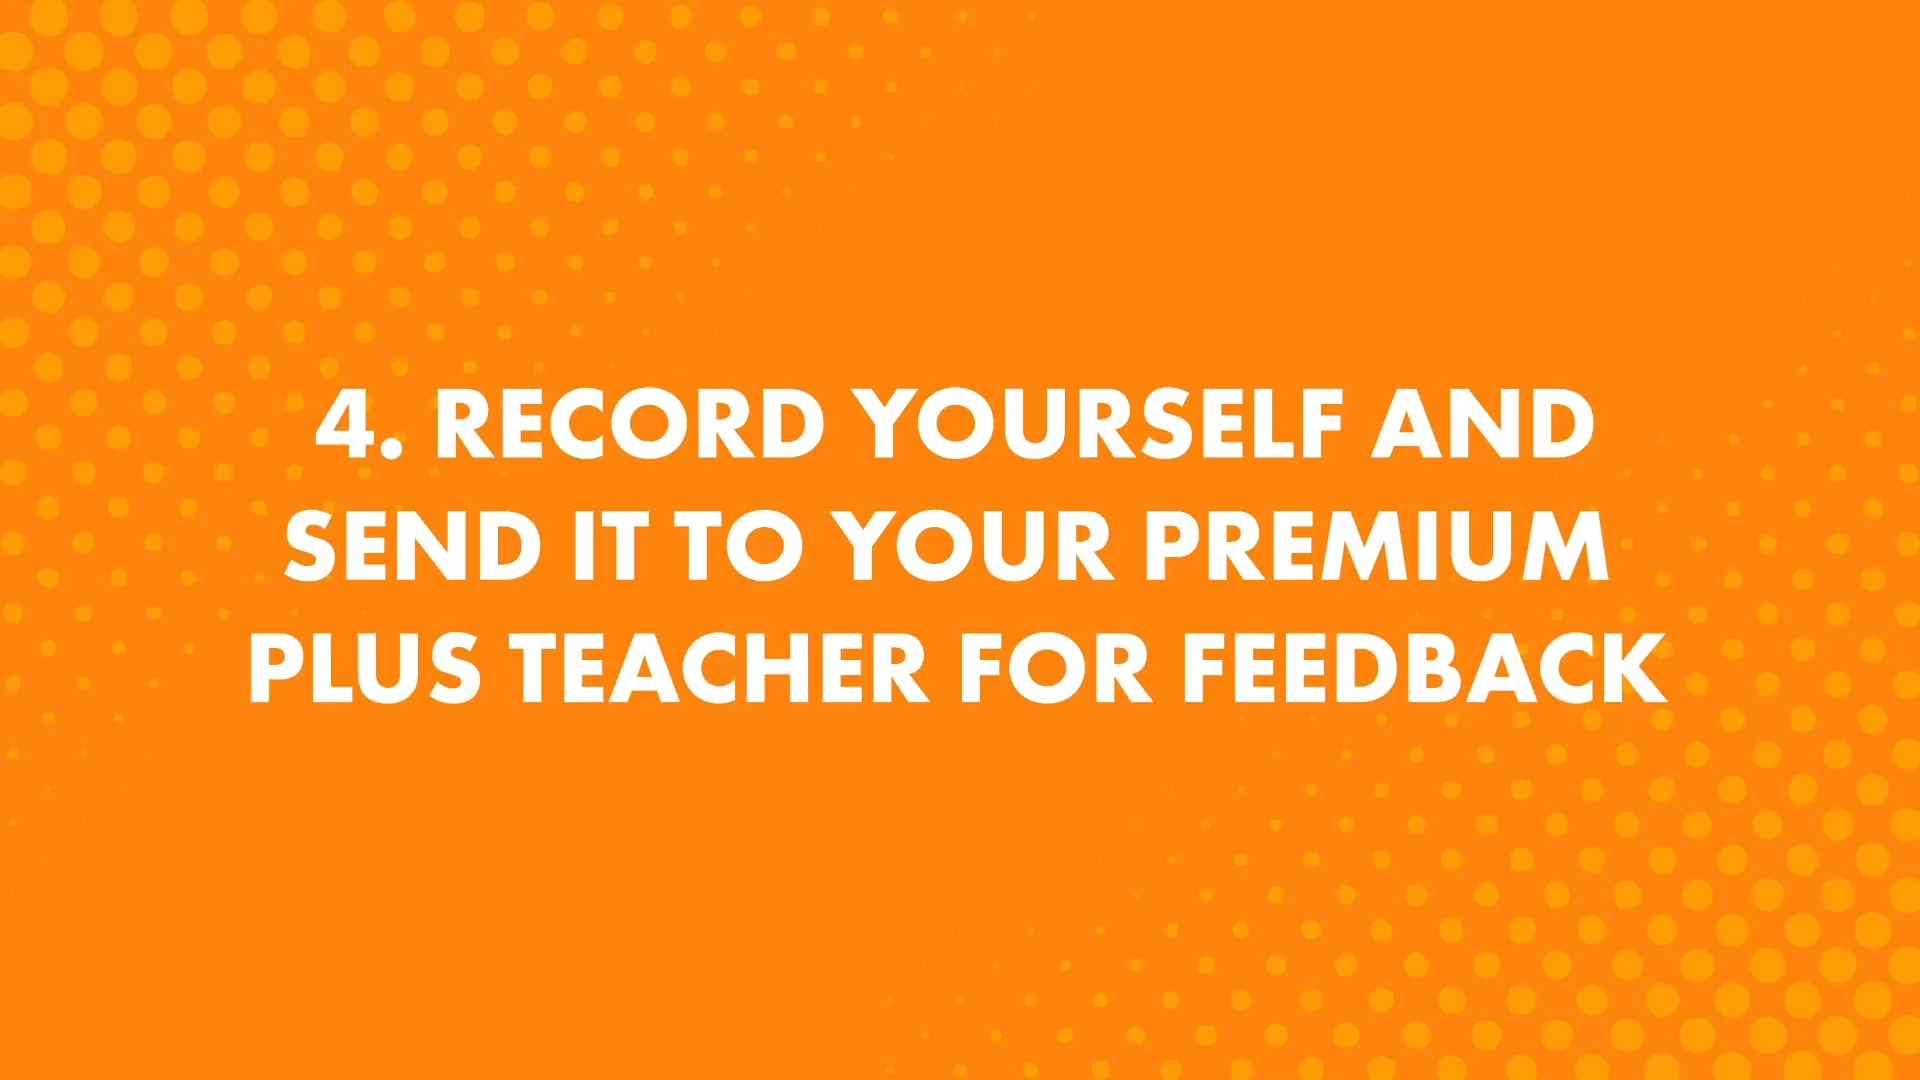 4. RECORD YOURSELF AND
SEND IT TO YOUR PREMIUM
PLUS TEACHER FOR FEEDBACK